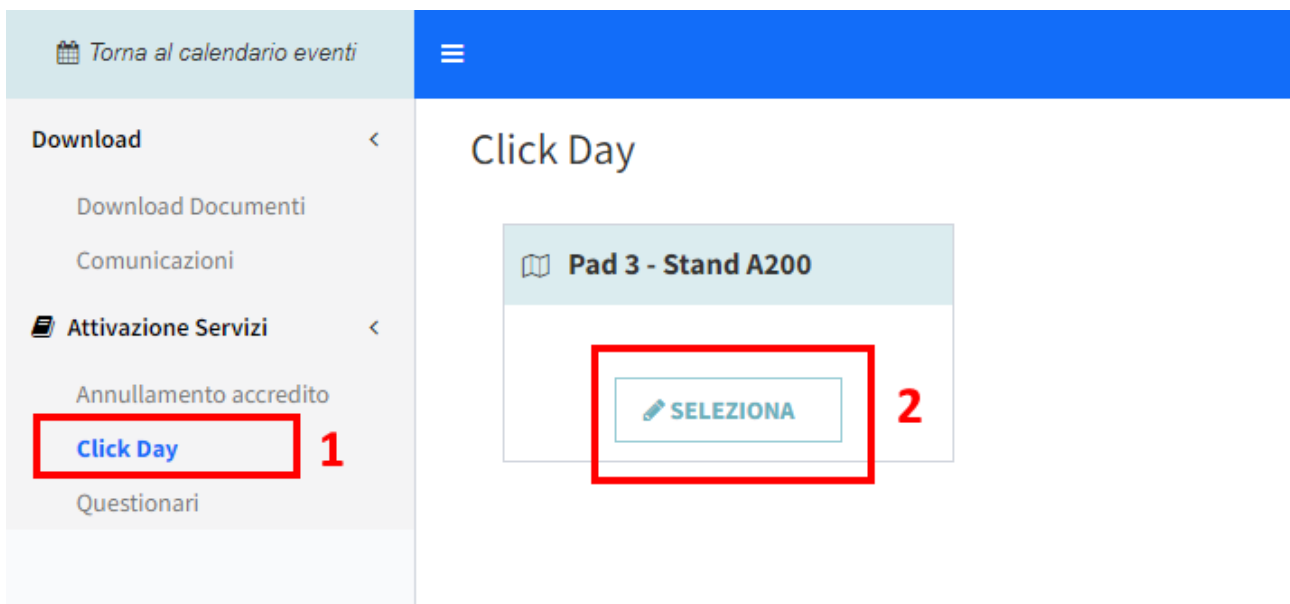 Torna al calendario eventi
Download
Download Documenti
Comunicazioni
Attivazione Servizi
Annullamento accredito
Click Day 1
Questionari
Click Day
Pad 3 - Stand A200
SELEZIONA 2